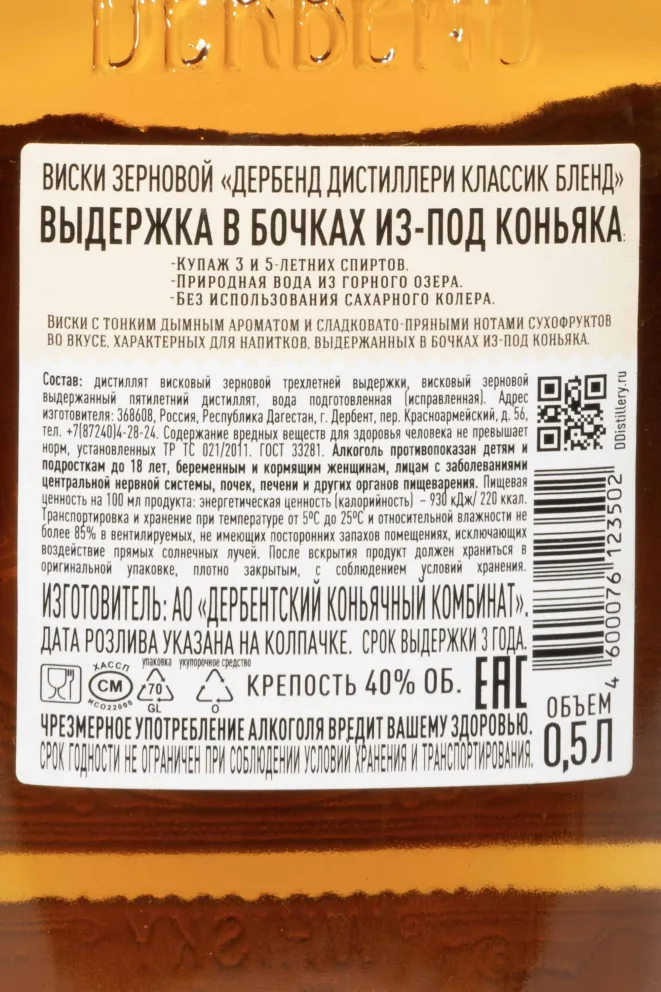 DERBEND
ВИСКИ ЗЕРНОВОЙ «ДЕРБЕНД ДИСТИЛЛЕРИ КЛАССИК БЛЕНД»
ВЫДЕРЖКА В БОЧКАХ ИЗ-ПОД КОНЬЯКА:
-КУПАЖ 3 И 5-ЛЕТНИХ СПИРТОВ.
-ПРИРОДНАЯ ВОДА ИЗ ГОРНОГО ОЗЕРА.
-БЕЗ ИСПОЛЬЗОВАНИЯ САХАРНОГО КОЛЕРА.
ВИСКИ С ТОНКИМ ДЫМНЫМ АРОМАТОМ И СЛАДКОВАТО-ПРЯНЫМИ НОТАМИ СУХОФРУКТОВ
ВО ВКУСЕ, ХАРАКТЕРНЫХ ДЛЯ НАПИТКОВ, ВЫДЕРЖАННЫХ В БОЧКАХ ИЗ-ПОД КОНЬЯКА.
Состав: дистиллят висковый зерновой трехлетней выдержки, висковый зерновой
выдержанный пятилетний дистиллят, вода подготовленная (исправленная). Адрес
изготовителя: 368608, Россия, Республика Дагестан, г. Дербент, пер. Красноармейский, д. 56,
тел. +7(87240)4-28-24. Содержание вредных веществ для здоровья человека не превышает
норм, установленных ТР ТС 021/2011. ГОСТ 33281. Алкоголь противопоказан детям и
подросткам до 18 лет, беременным и кормящим женщинам, лицам с заболеваниями
центральной нервной системы, почек, печени и других органов пищеварения. Пищевая
ценность на 100 мл продукта: энергетическая ценность (калорийность) – 930 кДж/ 220 ккал.
Транспортировка и хранение при температуре от 5ºС до 25ºС и относительной влажности не
более 85% в вентилируемых, не имеющих посторонних запахов помещениях, исключающих
воздействие прямых солнечных лучей. После вскрытия продукт должен храниться в
оригинальной упаковке, плотно закрытым, с соблюдением условий хранения.
DDistillery.ru
4 600076 123502
ИЗГОТОВИТЕЛЬ: АО «ДЕРБЕНТСКИЙ КОНЬЯЧНЫЙ КОМБИНАТ».
ДАТА РОЗЛИВА УКАЗАНА НА КОЛПАЧКЕ. СРОК ВЫДЕРЖКИ 3 ГОДА.
ХАССП
СМ
ИСО22000
упаковка
70
GL
укупорочное средство
O
КРЕПОСТЬ 40% ОБ.
EAC
ОБЪЕМ
0,5Л
ЧРЕЗМЕРНОЕ УПОТРЕБЛЕНИЕ АЛКОГОЛЯ ВРЕДИТ ВАШЕМУ ЗДОРОВЬЮ.
СРОК ГОДНОСТИ НЕ ОГРАНИЧЕН ПРИ СОБЛЮДЕНИИ УСЛОВИЙ ХРАНЕНИЯ И ТРАНСПОРТИРОВАНИЯ.
WHISKY